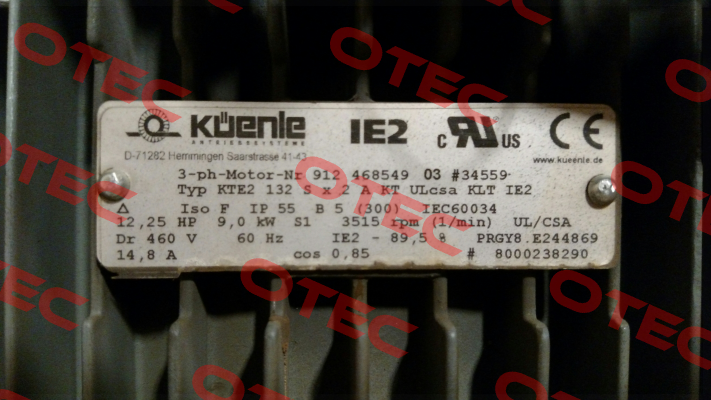 KÜenle IE2 c RU US CE
ANTRIEBSSYSTEME
D-71282 Hemmingen Saarstrasse 41-43 www.kueenle.de
3-ph-Motor-Nr 912 468549 03 #34559
Typ KTE2 132 x 2 A KT ULcsa KLT IE2
Δ Iso F IP 55 B 5 (300) IEC60034
12,25 HP 9,0 kW S1 3515 rpm (1/min) UL/CSA
Dr 460 V 60 Hz IE2 - 89,5 % PRGY8.E244869
14,8 A cos 0,85 # 8000238290
OTEC
OTEC
OTEC
OTEC
OTEC
OTEC
OTEC
OTEC
OTEC